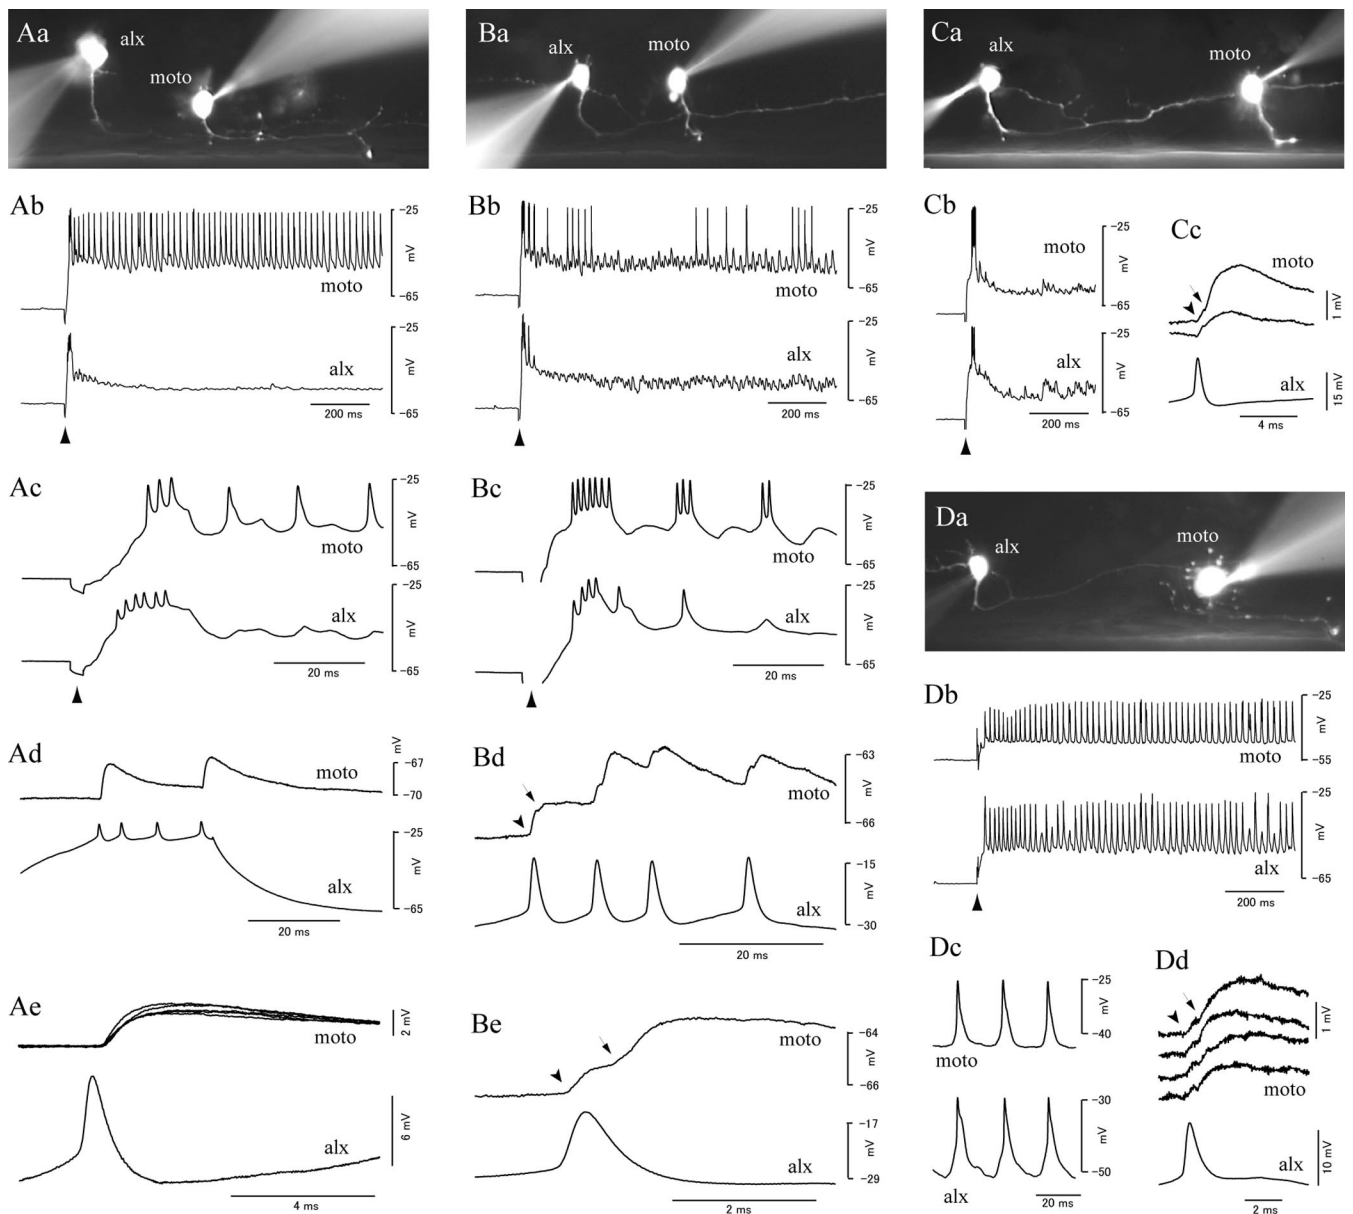 Aa
alx
moto
Ba
alx
moto
Ca
alx
moto
Ab
-25
mV
-65
moto
-25
mV
-65
alx
200 ms
Bb
-25
mV
-65
moto
-25
mV
-65
alx
200 ms
Cb
moto
-25
mV
-65
alx
-25
mV
-65
200 ms
Cc
moto
1 mV
alx
15 mV
4 ms
Ac
-25
mV
-65
moto
-25
mV
-65
alx
20 ms
Bc
-25
mV
-65
moto
-25
mV
-65
alx
20 ms
Da
alx
moto
Db
-25
mV
-55
moto
-25
mV
-65
alx
200 ms
Ad
moto
mV
-67
-70
-25
mV
-65
alx
20 ms
Bd
-63
mV
-66
moto
-15
mV
-30
alx
20 ms
Ae
moto
2 mV
alx
6 mV
4 ms
Be
moto
-64
mV
-66
-17
mV
-29
alx
2 ms
Dc
-25
mV
-40
moto
-30
mV
-50
alx
20 ms
Dd
1 mV
moto
alx
10 mV
2 ms